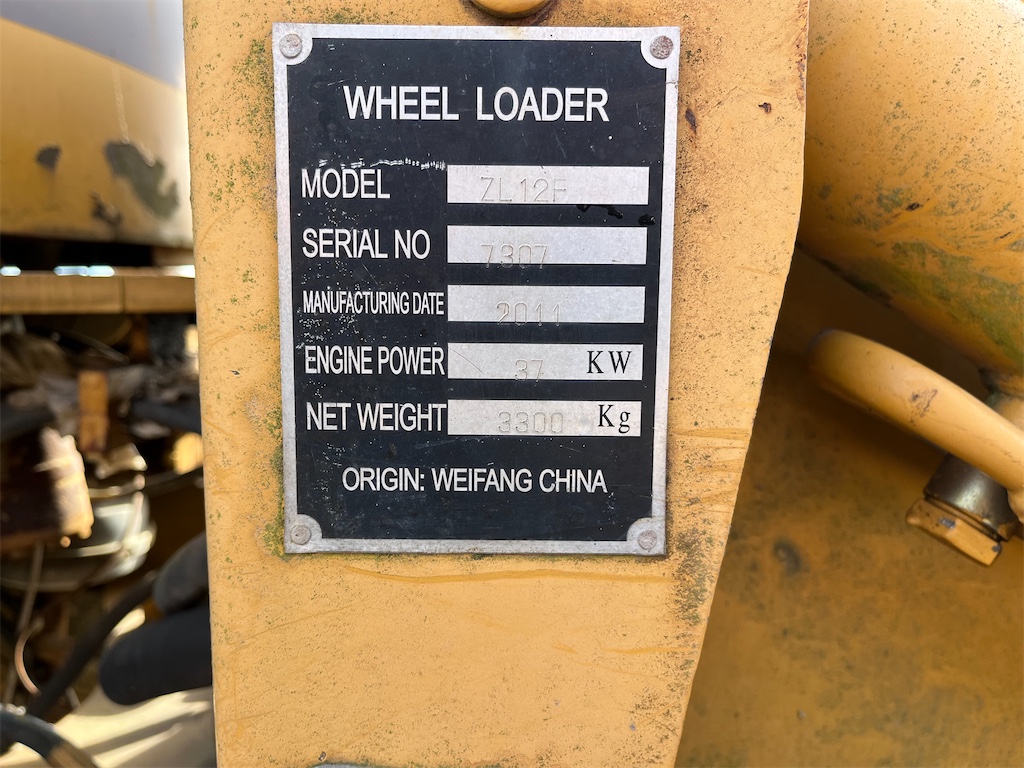 WHEEL LOADER
MODEL ZL12F
SERIAL NO 7307
MANUFACTURING DATE 2011
ENGINE POWER 37 KW
NET WEIGHT 3300 Kg
ORIGIN: WEIFANG CHINA